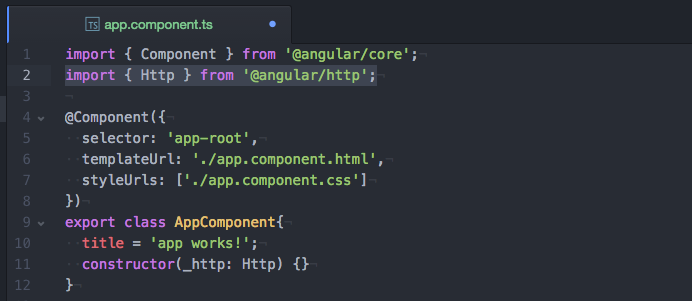 TS app.component.ts
1 import { Component } from '@angular/core';
2 import { Http } from '@angular/http';
3
4 @Component({
5   selector: 'app-root',
6   templateUrl: './app.component.html',
7   styleUrls: ['./app.component.css']
8 })
9 export class AppComponent{
10   title = 'app works!';
11   constructor(_http: Http) {}
12 }